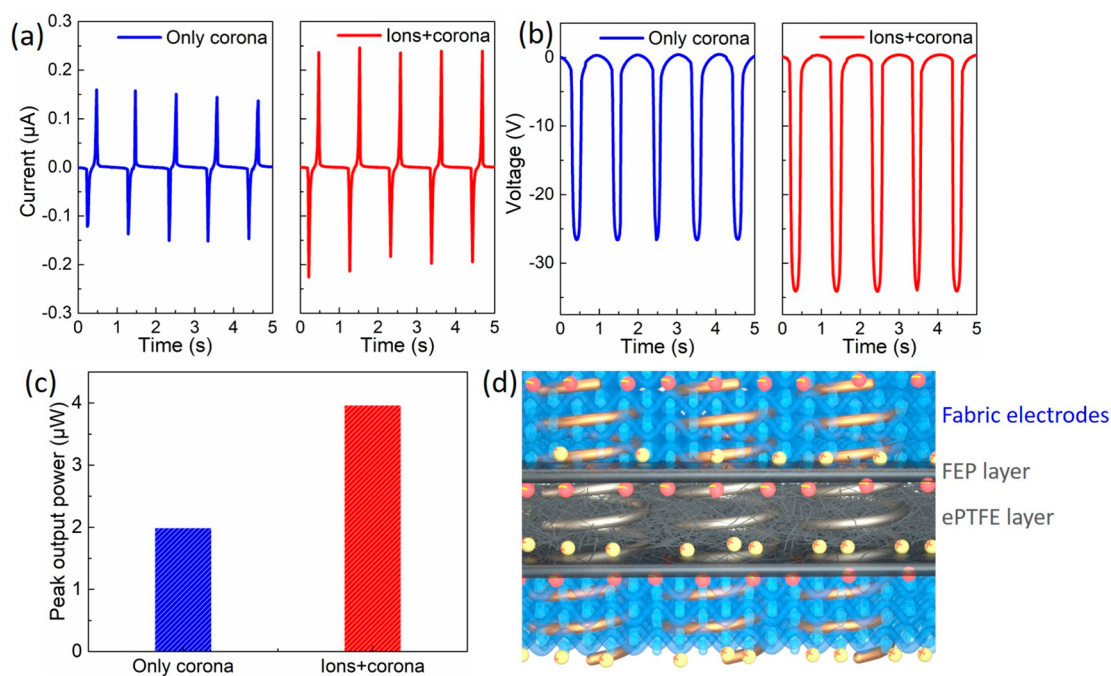 (a)
Only corona
Ions+corona
Current (µA)
0.3
0.2
0.1
0.0
-0.1
-0.2
-0.3
0 1 2 3 4 5
0 1 2 3 4 5
Time (s)
Time (s)
(b)
Only corona
Ions+corona
Voltage (V)
0
-10
-20
-30
0 1 2 3 4 5
0 1 2 3 4 5
Time (s)
Time (s)
(c)
Peak output power (µW)
4
3
2
1
0
Only corona
Ions+corona
(d)
Fabric electrodes
FEP layer
ePTFE layer